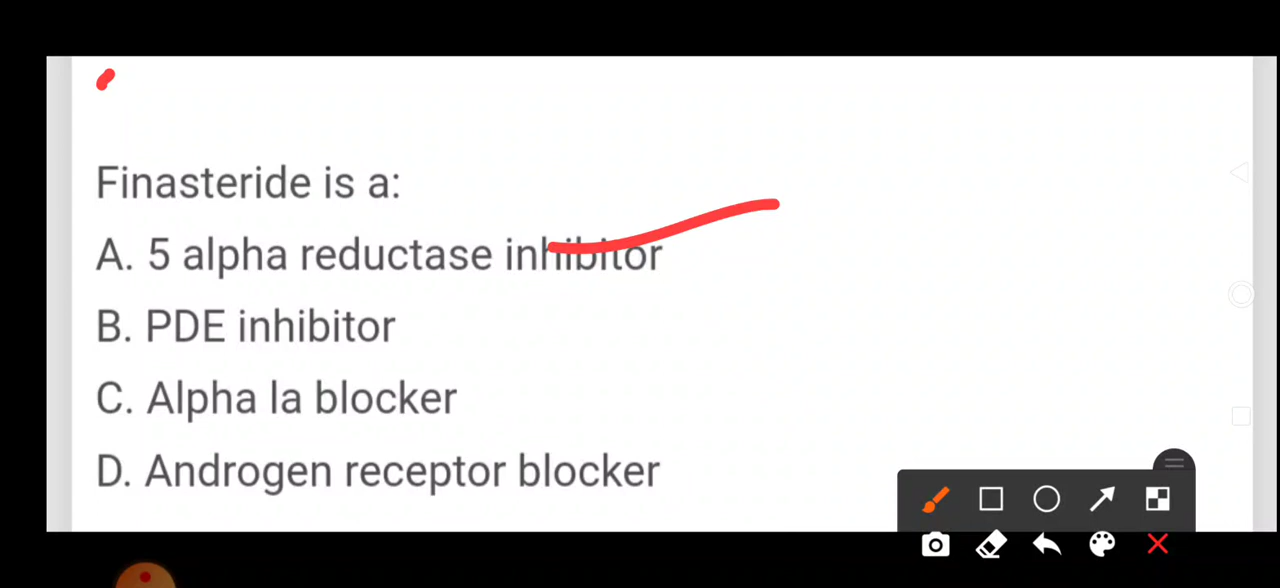 Finasteride is a:
A. 5 alpha reductase inhibitor
B. PDE inhibitor
C. Alpha la blocker
D. Androgen receptor blocker